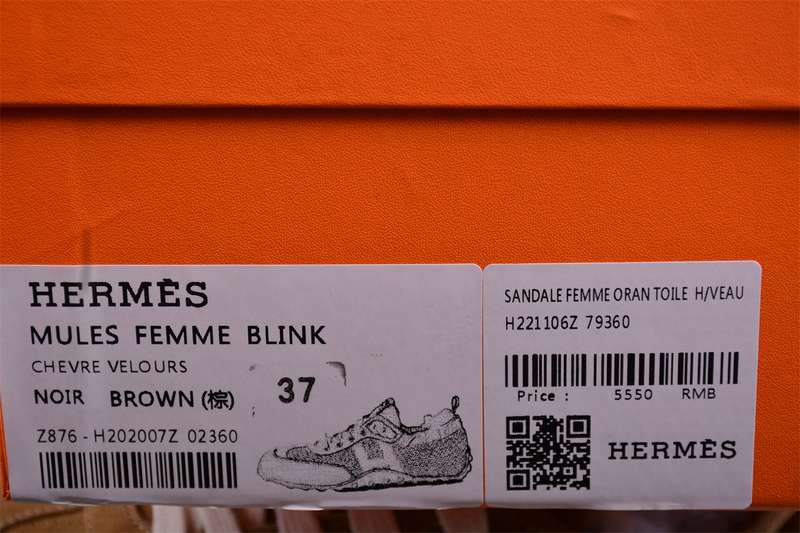 HERMÈS
MULES FEMME BLINK
CHEVRE VELOURS
NOIR BROWN (棕)
37
Z876 - H202007Z 02360
SANDALE FEMME ORAN TOILE H/VEAU
H221106Z 79360
Price : 5550 RMB
HERMÈS